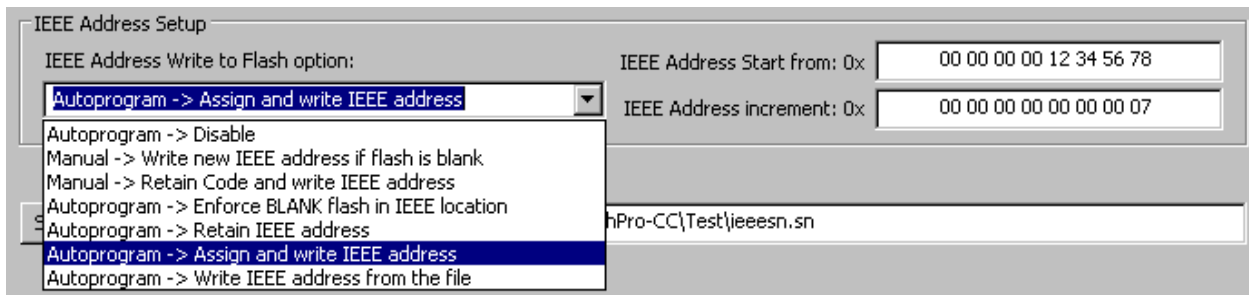 IEEE Address Setup
IEEE Address Write to Flash option:
IEEE Address Start from: 0x 00 00 00 00 12 34 56 78
Autoprogram -> Assign and write IEEE address
IEEE Address increment: 0x 00 00 00 00 00 00 00 07
Autoprogram -> Disable
Manual -> Write new IEEE address if flash is blank
Manual -> Retain Code and write IEEE address
Autoprogram -> Enforce BLANK flash in IEEE location
Autoprogram -> Retain IEEE address
hPro-CC\Test\ieeesn.sn
Autoprogram -> Assign and write IEEE address
Autoprogram -> Write IEEE address from the file